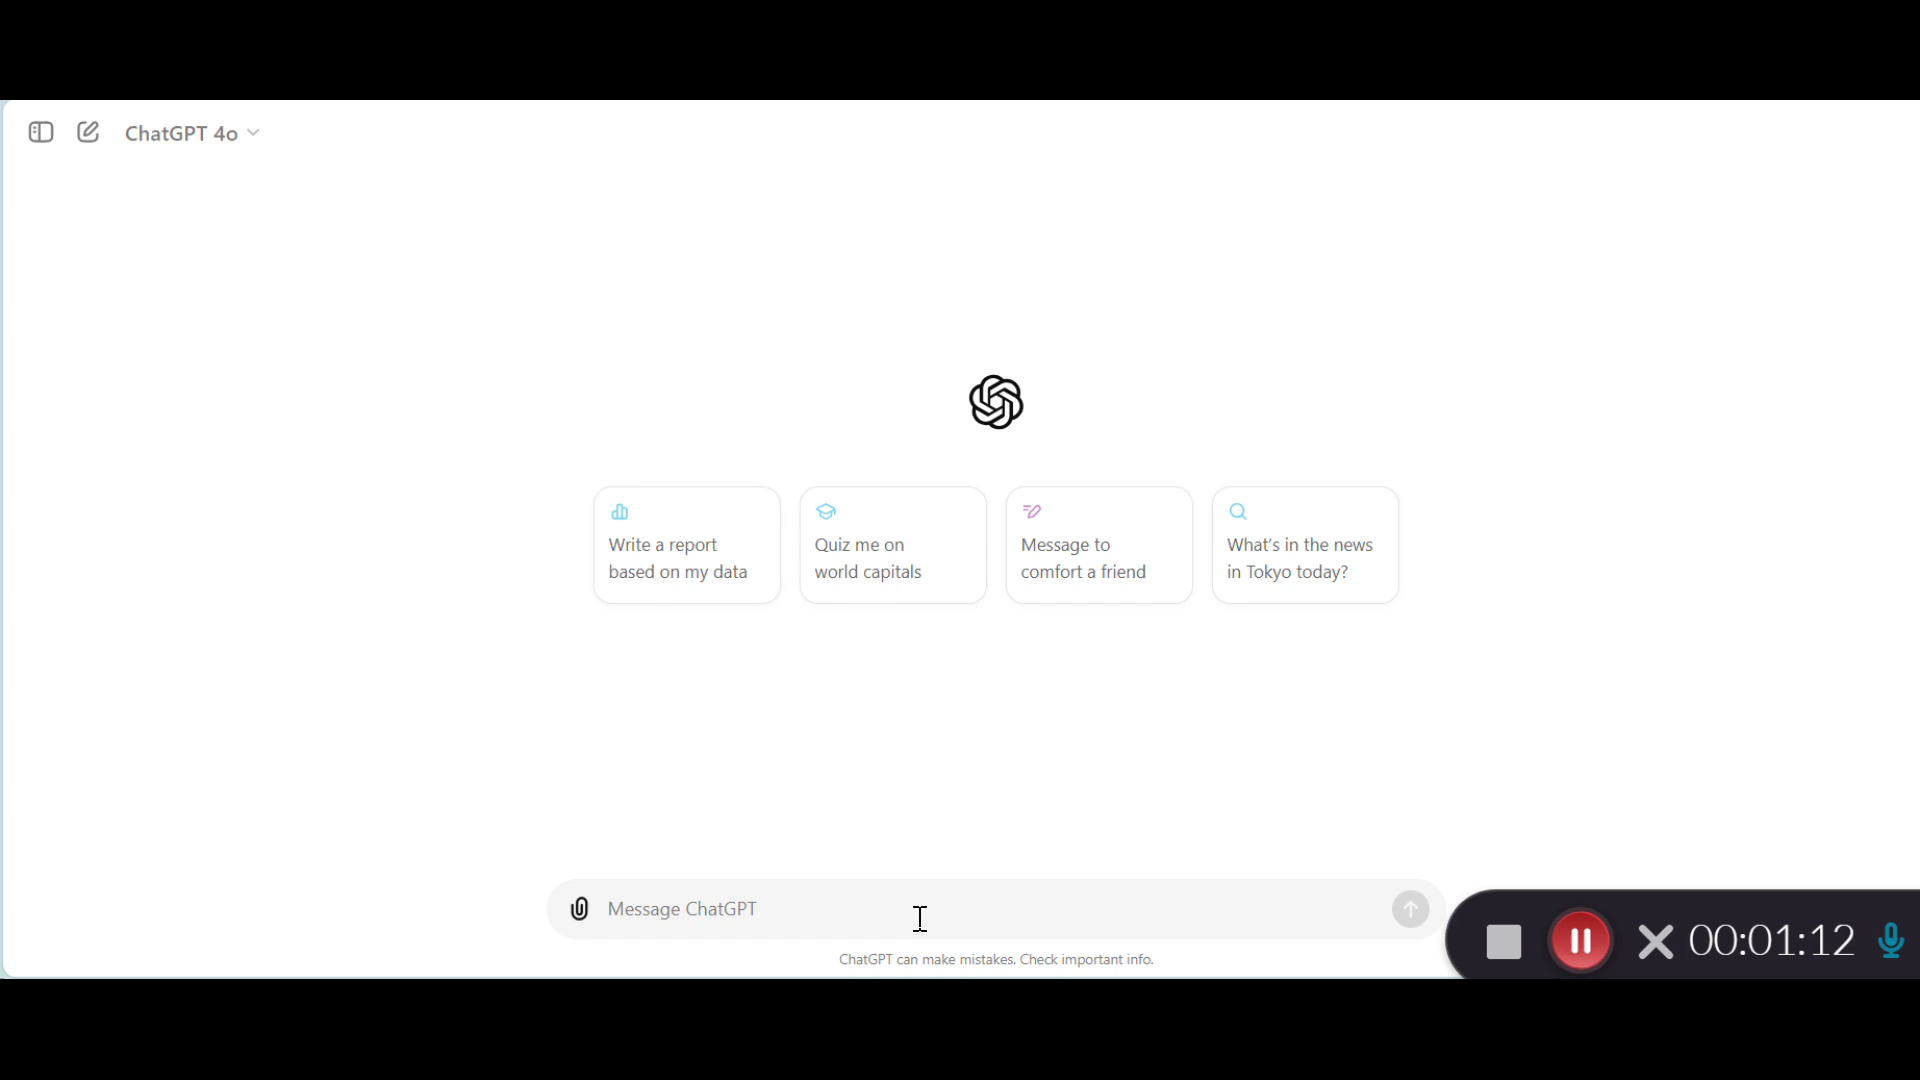 ChatGPT 4o
Write a report
based on my data
Quiz me on
world capitals
Message to
comfort a friend
What's in the news
in Tokyo today?
Message ChatGPT
ChatGPT can make mistakes. Check important info.
00:01:12